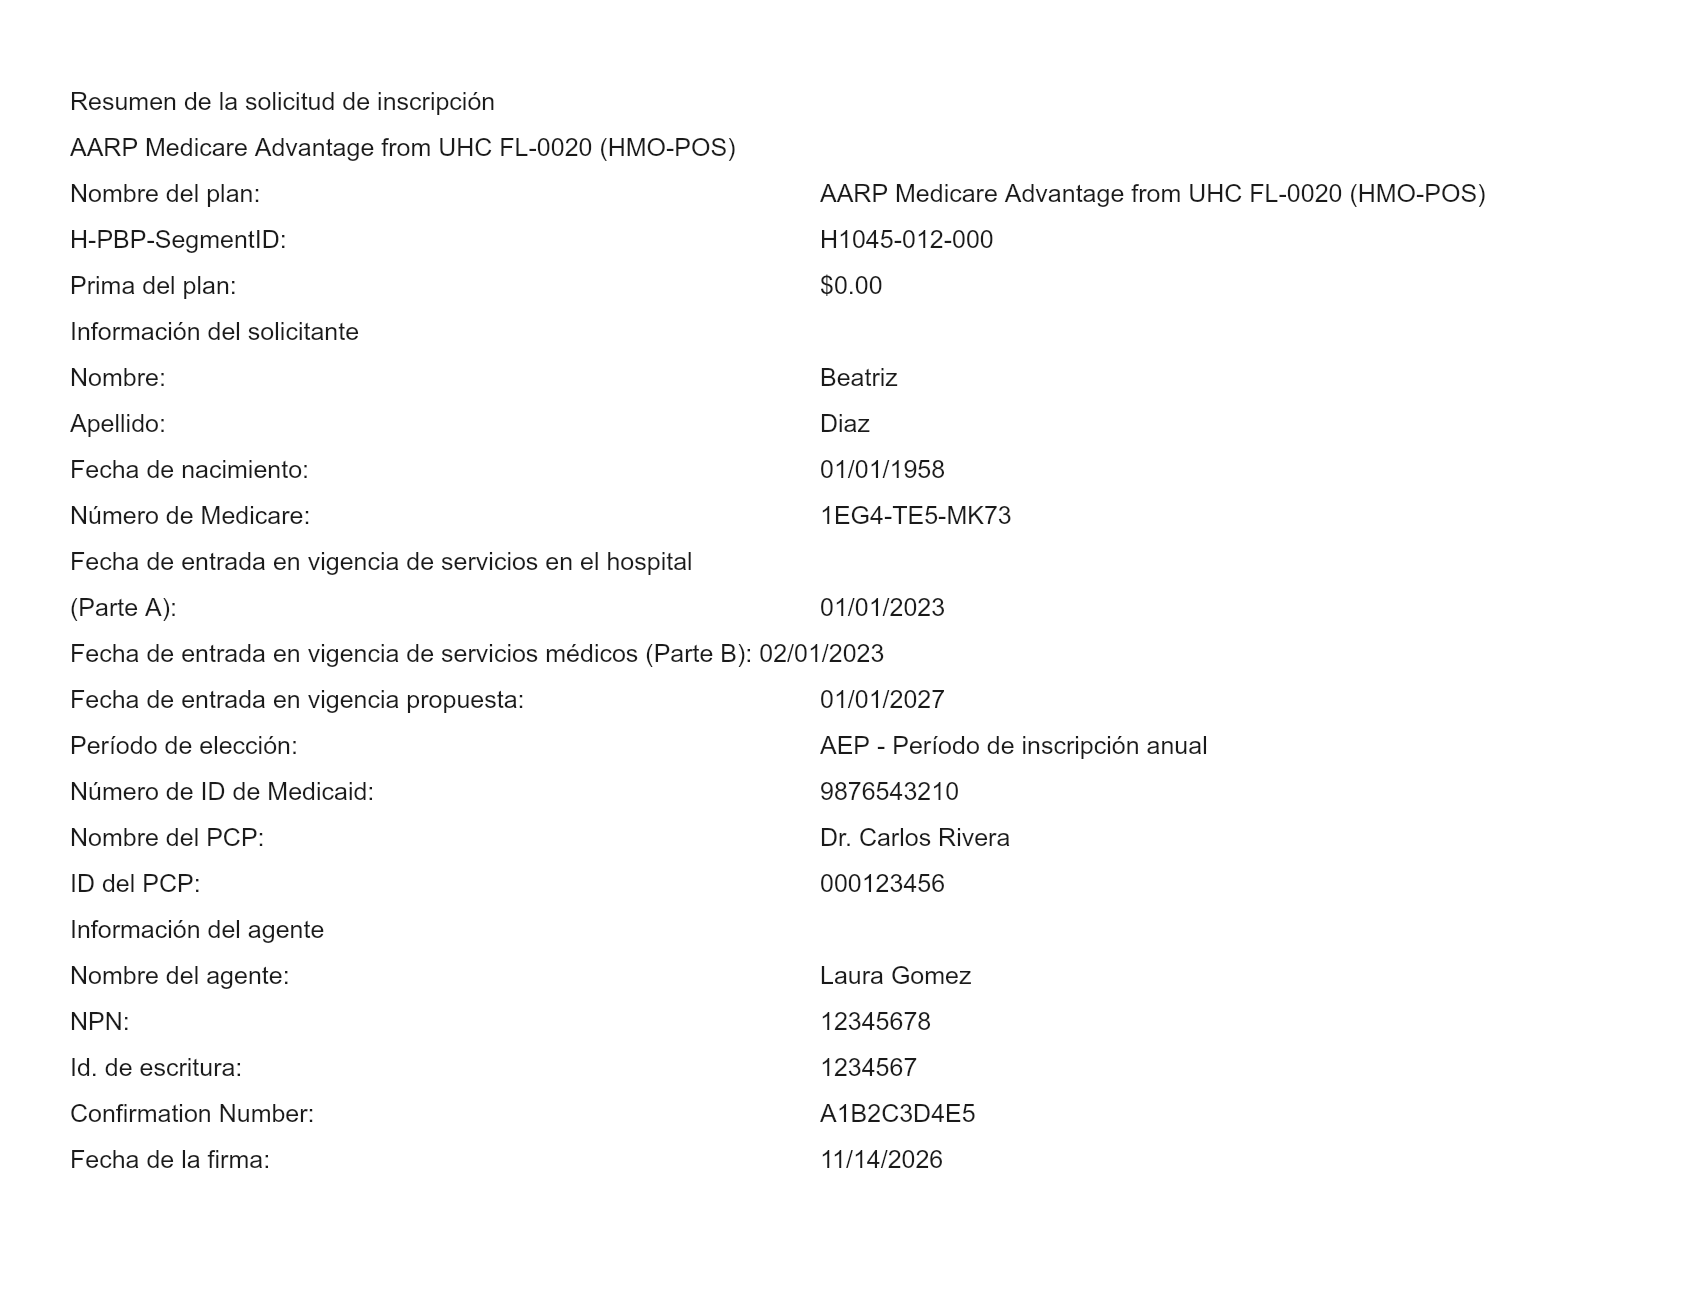 Resumen de la solicitud de inscripción
AARP Medicare Advantage from UHC FL-0020 (HMO-POS)
Nombre del plan: AARP Medicare Advantage from UHC FL-0020 (HMO-POS)
H-PBP-SegmentID: H1045-012-000
Prima del plan: $0.00
Información del solicitante
Nombre: Beatriz
Apellido: Diaz
Fecha de nacimiento: 01/01/1958
Número de Medicare: 1EG4-TE5-MK73
Fecha de entrada en vigencia de servicios en el hospital
(Parte A): 01/01/2023
Fecha de entrada en vigencia de servicios médicos (Parte B): 02/01/2023
Fecha de entrada en vigencia propuesta: 01/01/2027
Período de elección: AEP - Período de inscripción anual
Número de ID de Medicaid: 9876543210
Nombre del PCP: Dr. Carlos Rivera
ID del PCP: 000123456
Información del agente
Nombre del agente: Laura Gomez
NPN: 12345678
Id. de escritura: 1234567
Confirmation Number: A1B2C3D4E5
Fecha de la firma: 11/14/2026